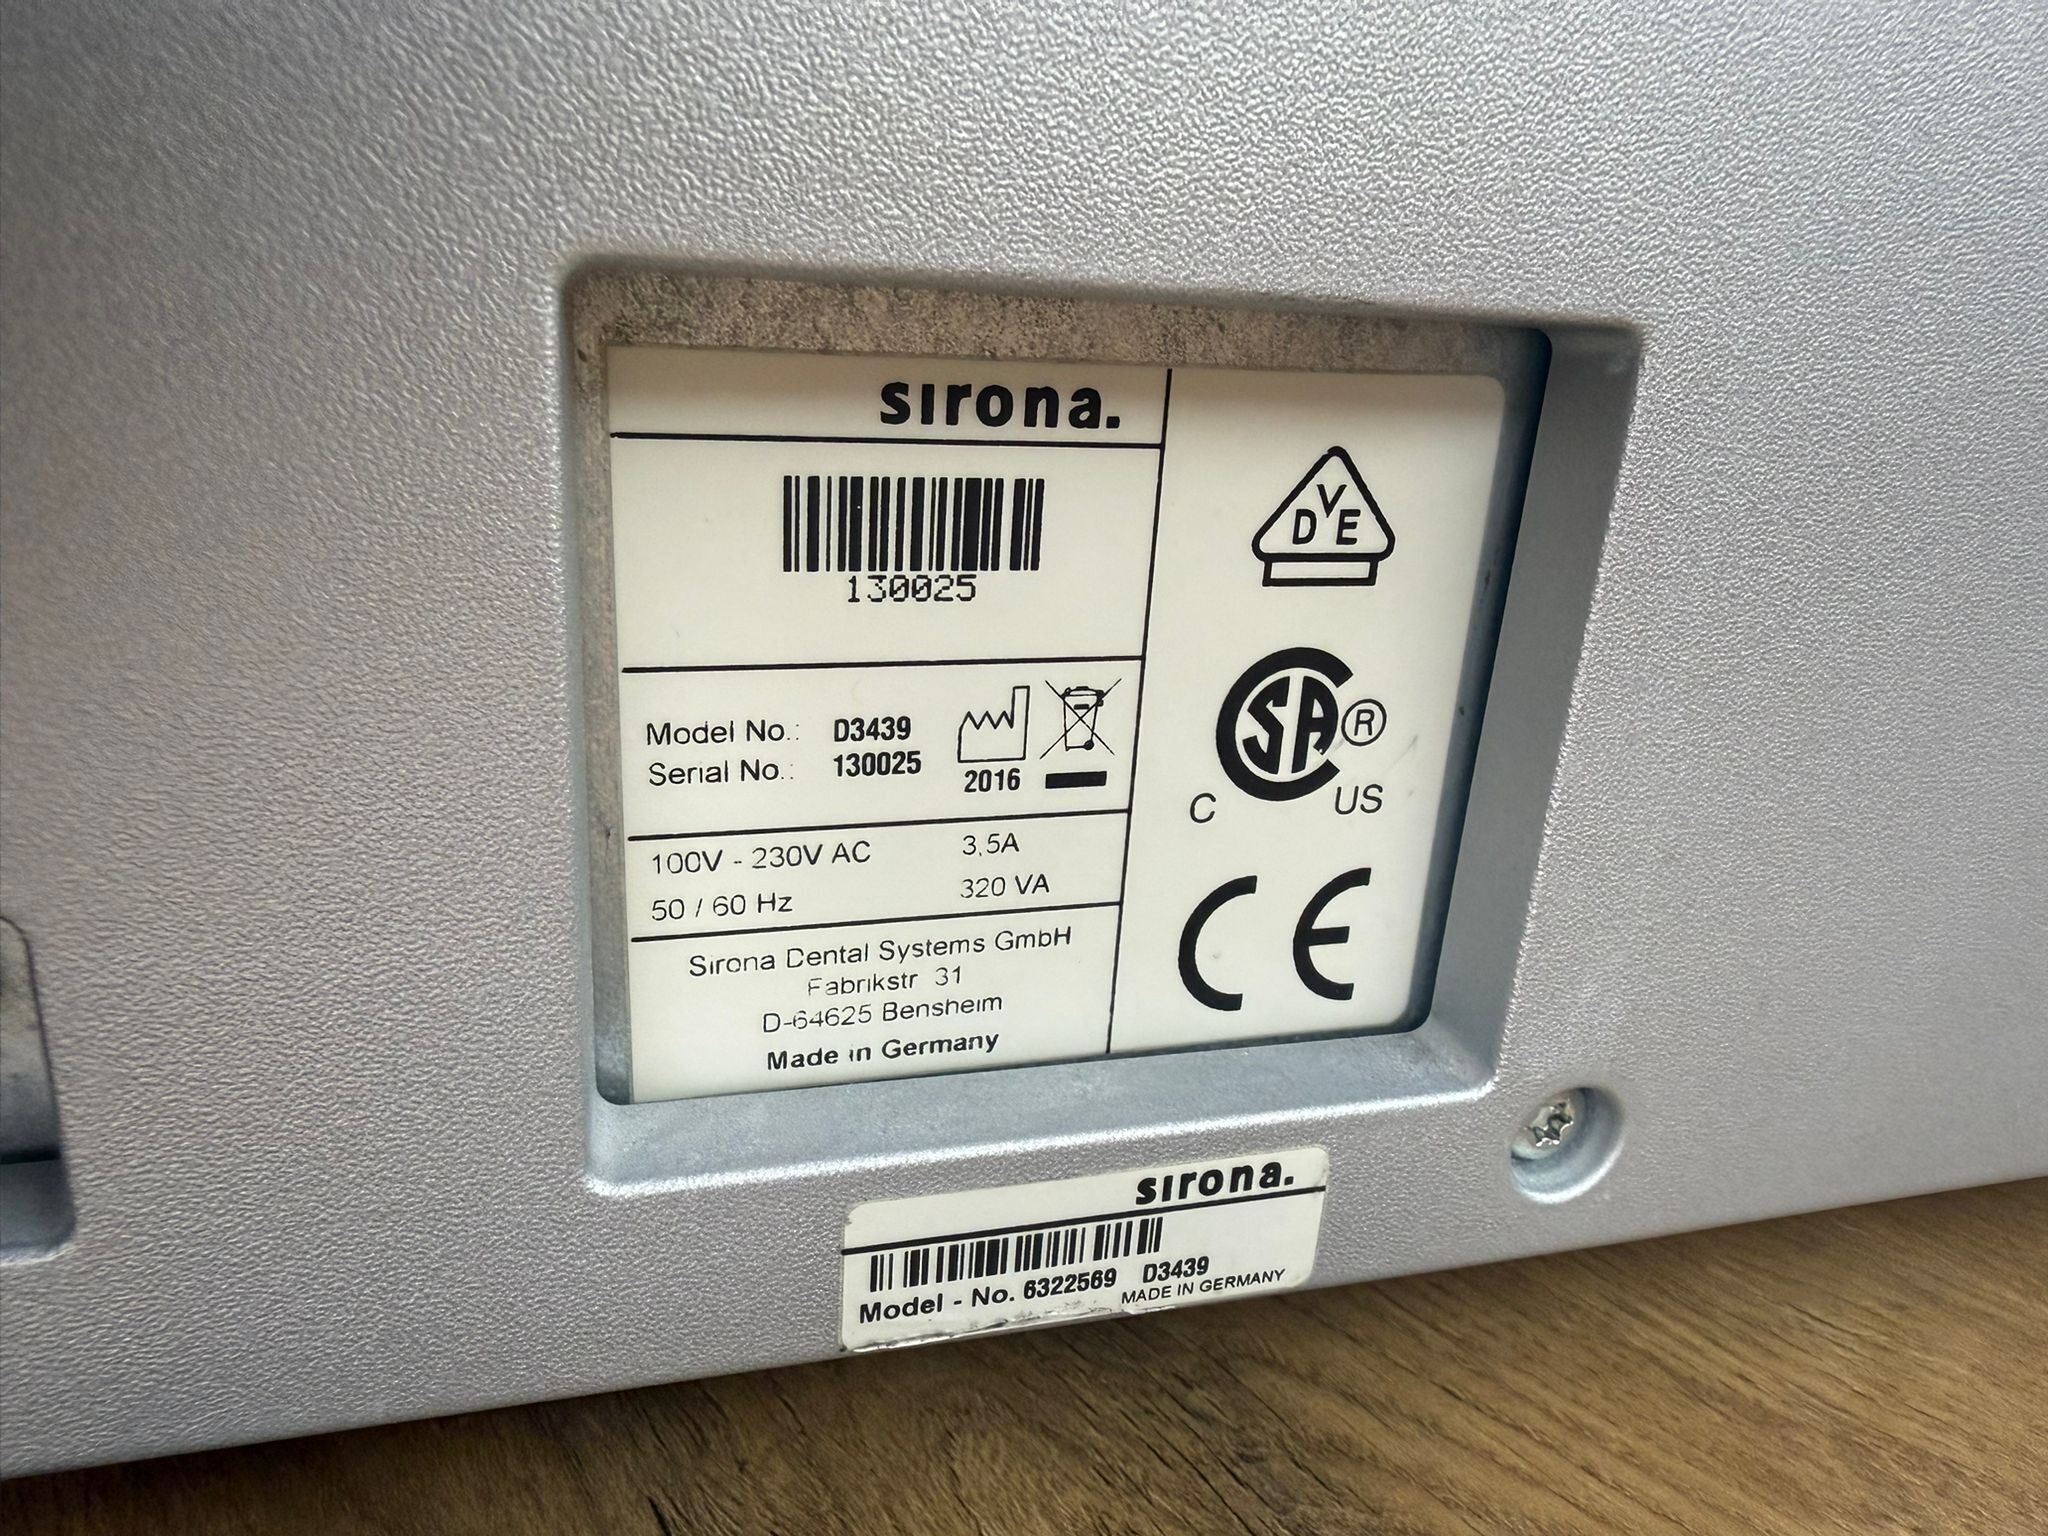 sirona.
130025
Model No.: D3439
Serial No.: 130025
2016
100V - 230V AC 3,5A
50 / 60 Hz 320 VA
Sirona Dental Systems GmbH
Fabrikstr 31
D-64625 Bensheim
Made in Germany
VDE
CSA ®
C US
CE
sirona.
Model - No. 6322569 D3439
MADE IN GERMANY